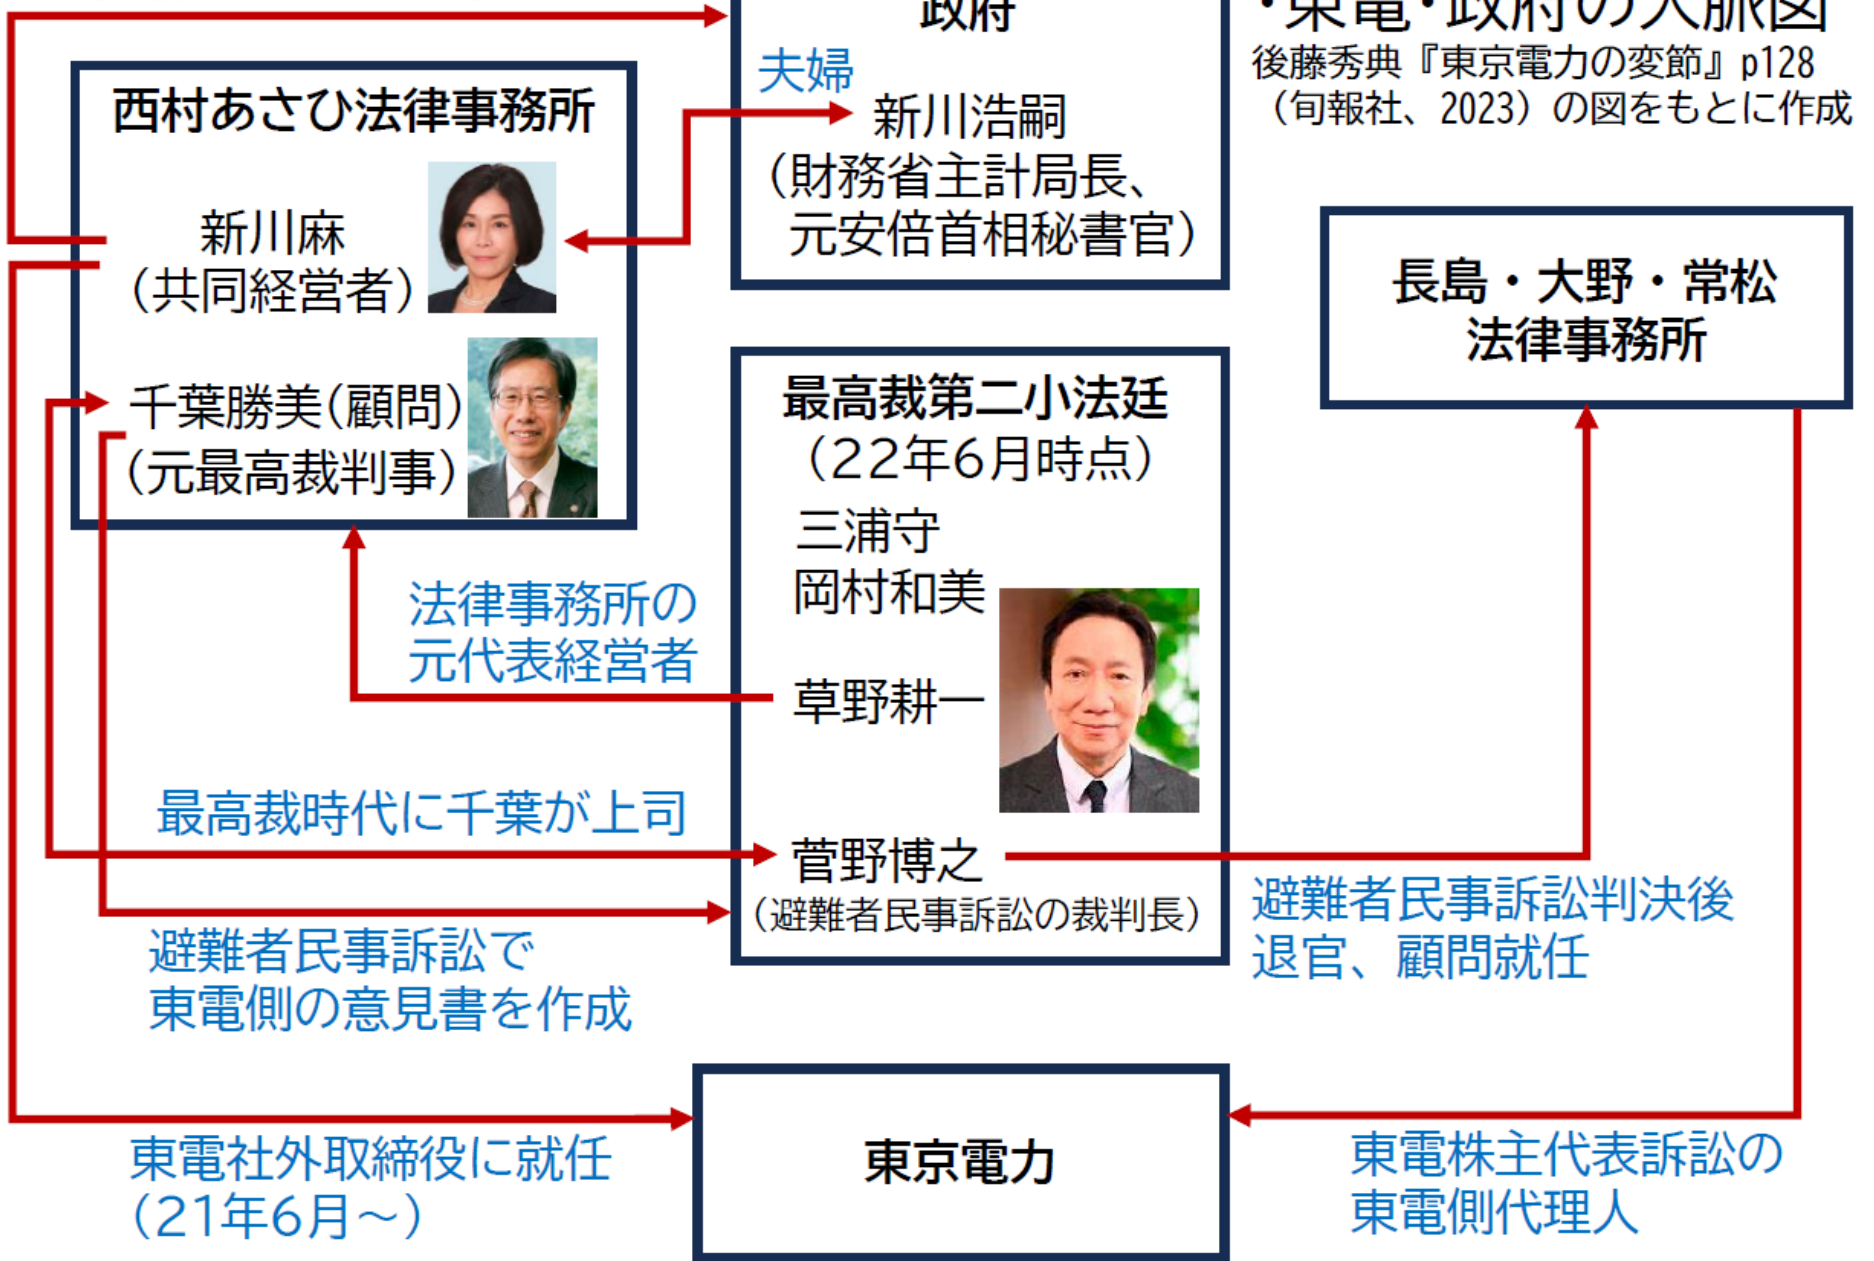 政府
・東電・政府の人脈図
後藤秀典『東京電力の変節』p128
（旬報社、2023）の図をもとに作成
夫婦
新川浩嗣
（財務省主計局長、
元安倍首相秘書官）
西村あさひ法律事務所
新川麻
（共同経営者）
千葉勝美（顧問）
（元最高裁判事）
長島・大野・常松
法律事務所
最高裁第二小法廷
（22年6月時点）
三浦守
岡村和美
草野耕一
菅野博之
（避難者民事訴訟の裁判長）
法律事務所の
元代表経営者
最高裁時代に千葉が上司
避難者民事訴訟で
東電側の意見書を作成
避難者民事訴訟判決後
退官、顧問就任
東電社外取締役に就任
（21年6月～）
東京電力
東電株主代表訴訟の
東電側代理人